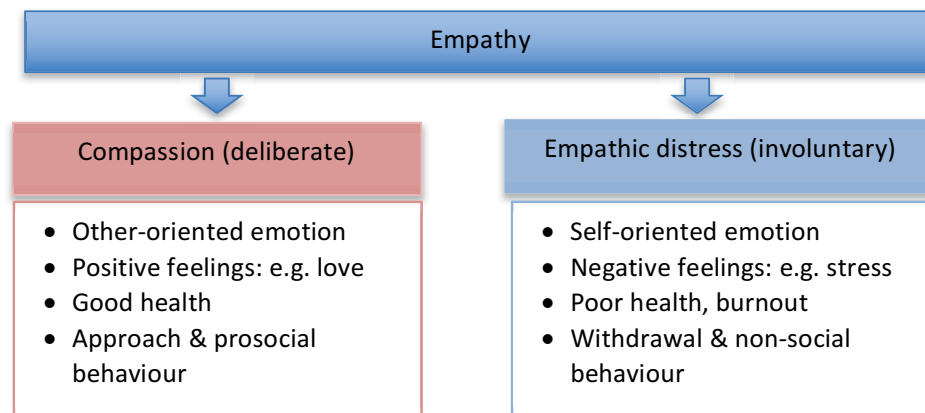 Empathy
Compassion (deliberate)
• Other-oriented emotion
• Positive feelings: e.g. love
• Good health
• Approach & prosocial
behaviour
Empathic distress (involuntary)
• Self-oriented emotion
• Negative feelings: e.g. stress
• Poor health, burnout
• Withdrawal & non-social
behaviour